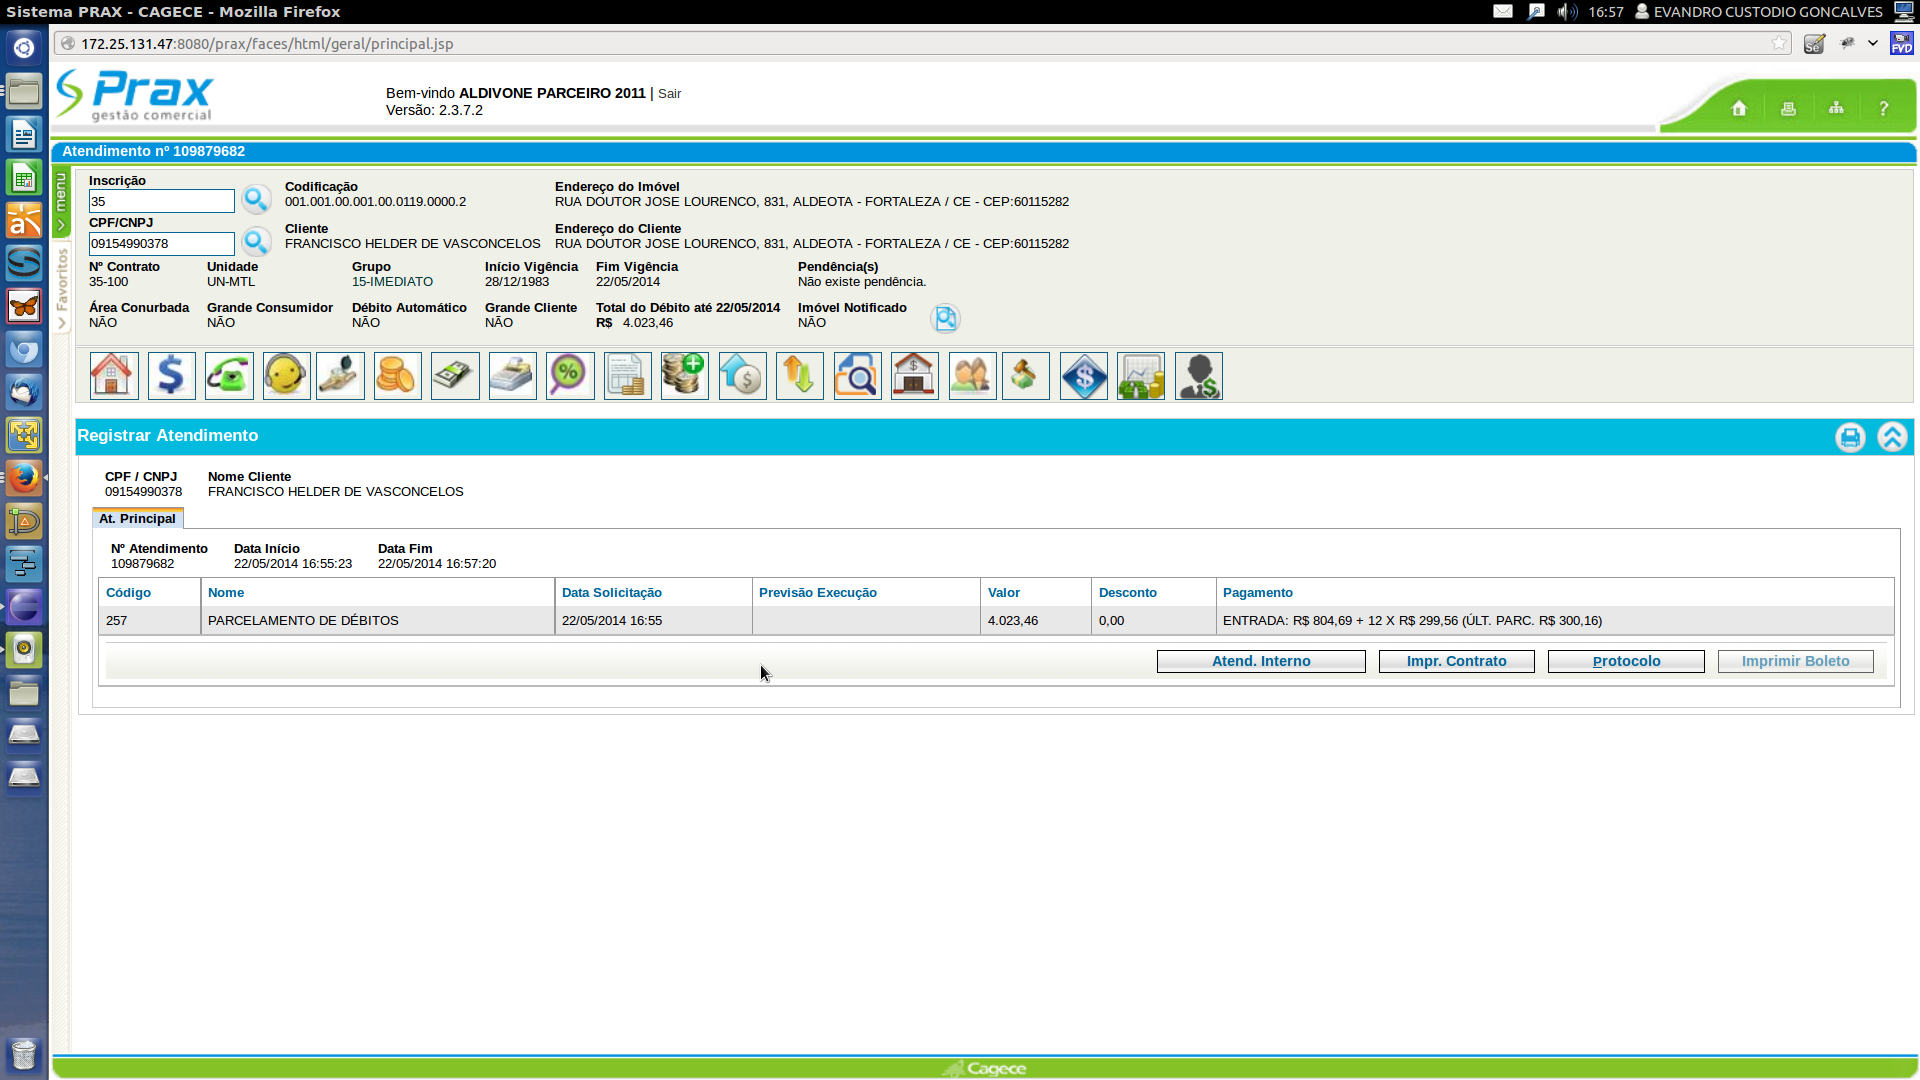 Sistema PRAX - CAGECE - Mozilla Firefox
16:57 EVANDRO CUSTODIO GONCALVES
172.25.131.47:8080/prax/faces/html/geral/principal.jsp
Se
FVD
Prax
gestão comercial
Bem-vindo ALDIVONE PARCEIRO 2011 | Sair
Versão: 2.3.7.2
?
Atendimento nº 109879682
menu
Favoritos
Inscrição
35
Codificação
001.001.00.001.00.0119.0000.2
Endereço do Imóvel
RUA DOUTOR JOSE LOURENCO, 831, ALDEOTA - FORTALEZA / CE - CEP:60115282
CPF/CNPJ
09154990378
Cliente
FRANCISCO HELDER DE VASCONCELOS
Endereço do Cliente
RUA DOUTOR JOSE LOURENCO, 831, ALDEOTA - FORTALEZA / CE - CEP:60115282
Nº Contrato Unidade Grupo Início Vigência Fim Vigência Pendência(s)
35-100 UN-MTL 15-IMEDIATO 28/12/1983 22/05/2014 Não existe pendência.
Área Conurbada Grande Consumidor Débito Automático Grande Cliente Total do Débito até 22/05/2014 Imóvel Notificado
NÃO NÃO NÃO NÃO R$ 4.023,46 NÃO
Registrar Atendimento
CPF / CNPJ Nome Cliente
09154990378 FRANCISCO HELDER DE VASCONCELOS
At. Principal
Nº Atendimento Data Início Data Fim
109879682 22/05/2014 16:55:23 22/05/2014 16:57:20
Código Nome Data Solicitação Previsão Execução Valor Desconto Pagamento
257 PARCELAMENTO DE DÉBITOS 22/05/2014 16:55 4.023,46 0,00 ENTRADA: R$ 804,69 + 12 X R$ 299,56 (ÚLT. PARC. R$ 300,16)
Atend. Interno Impr. Contrato Protocolo Imprimir Boleto
Cagece